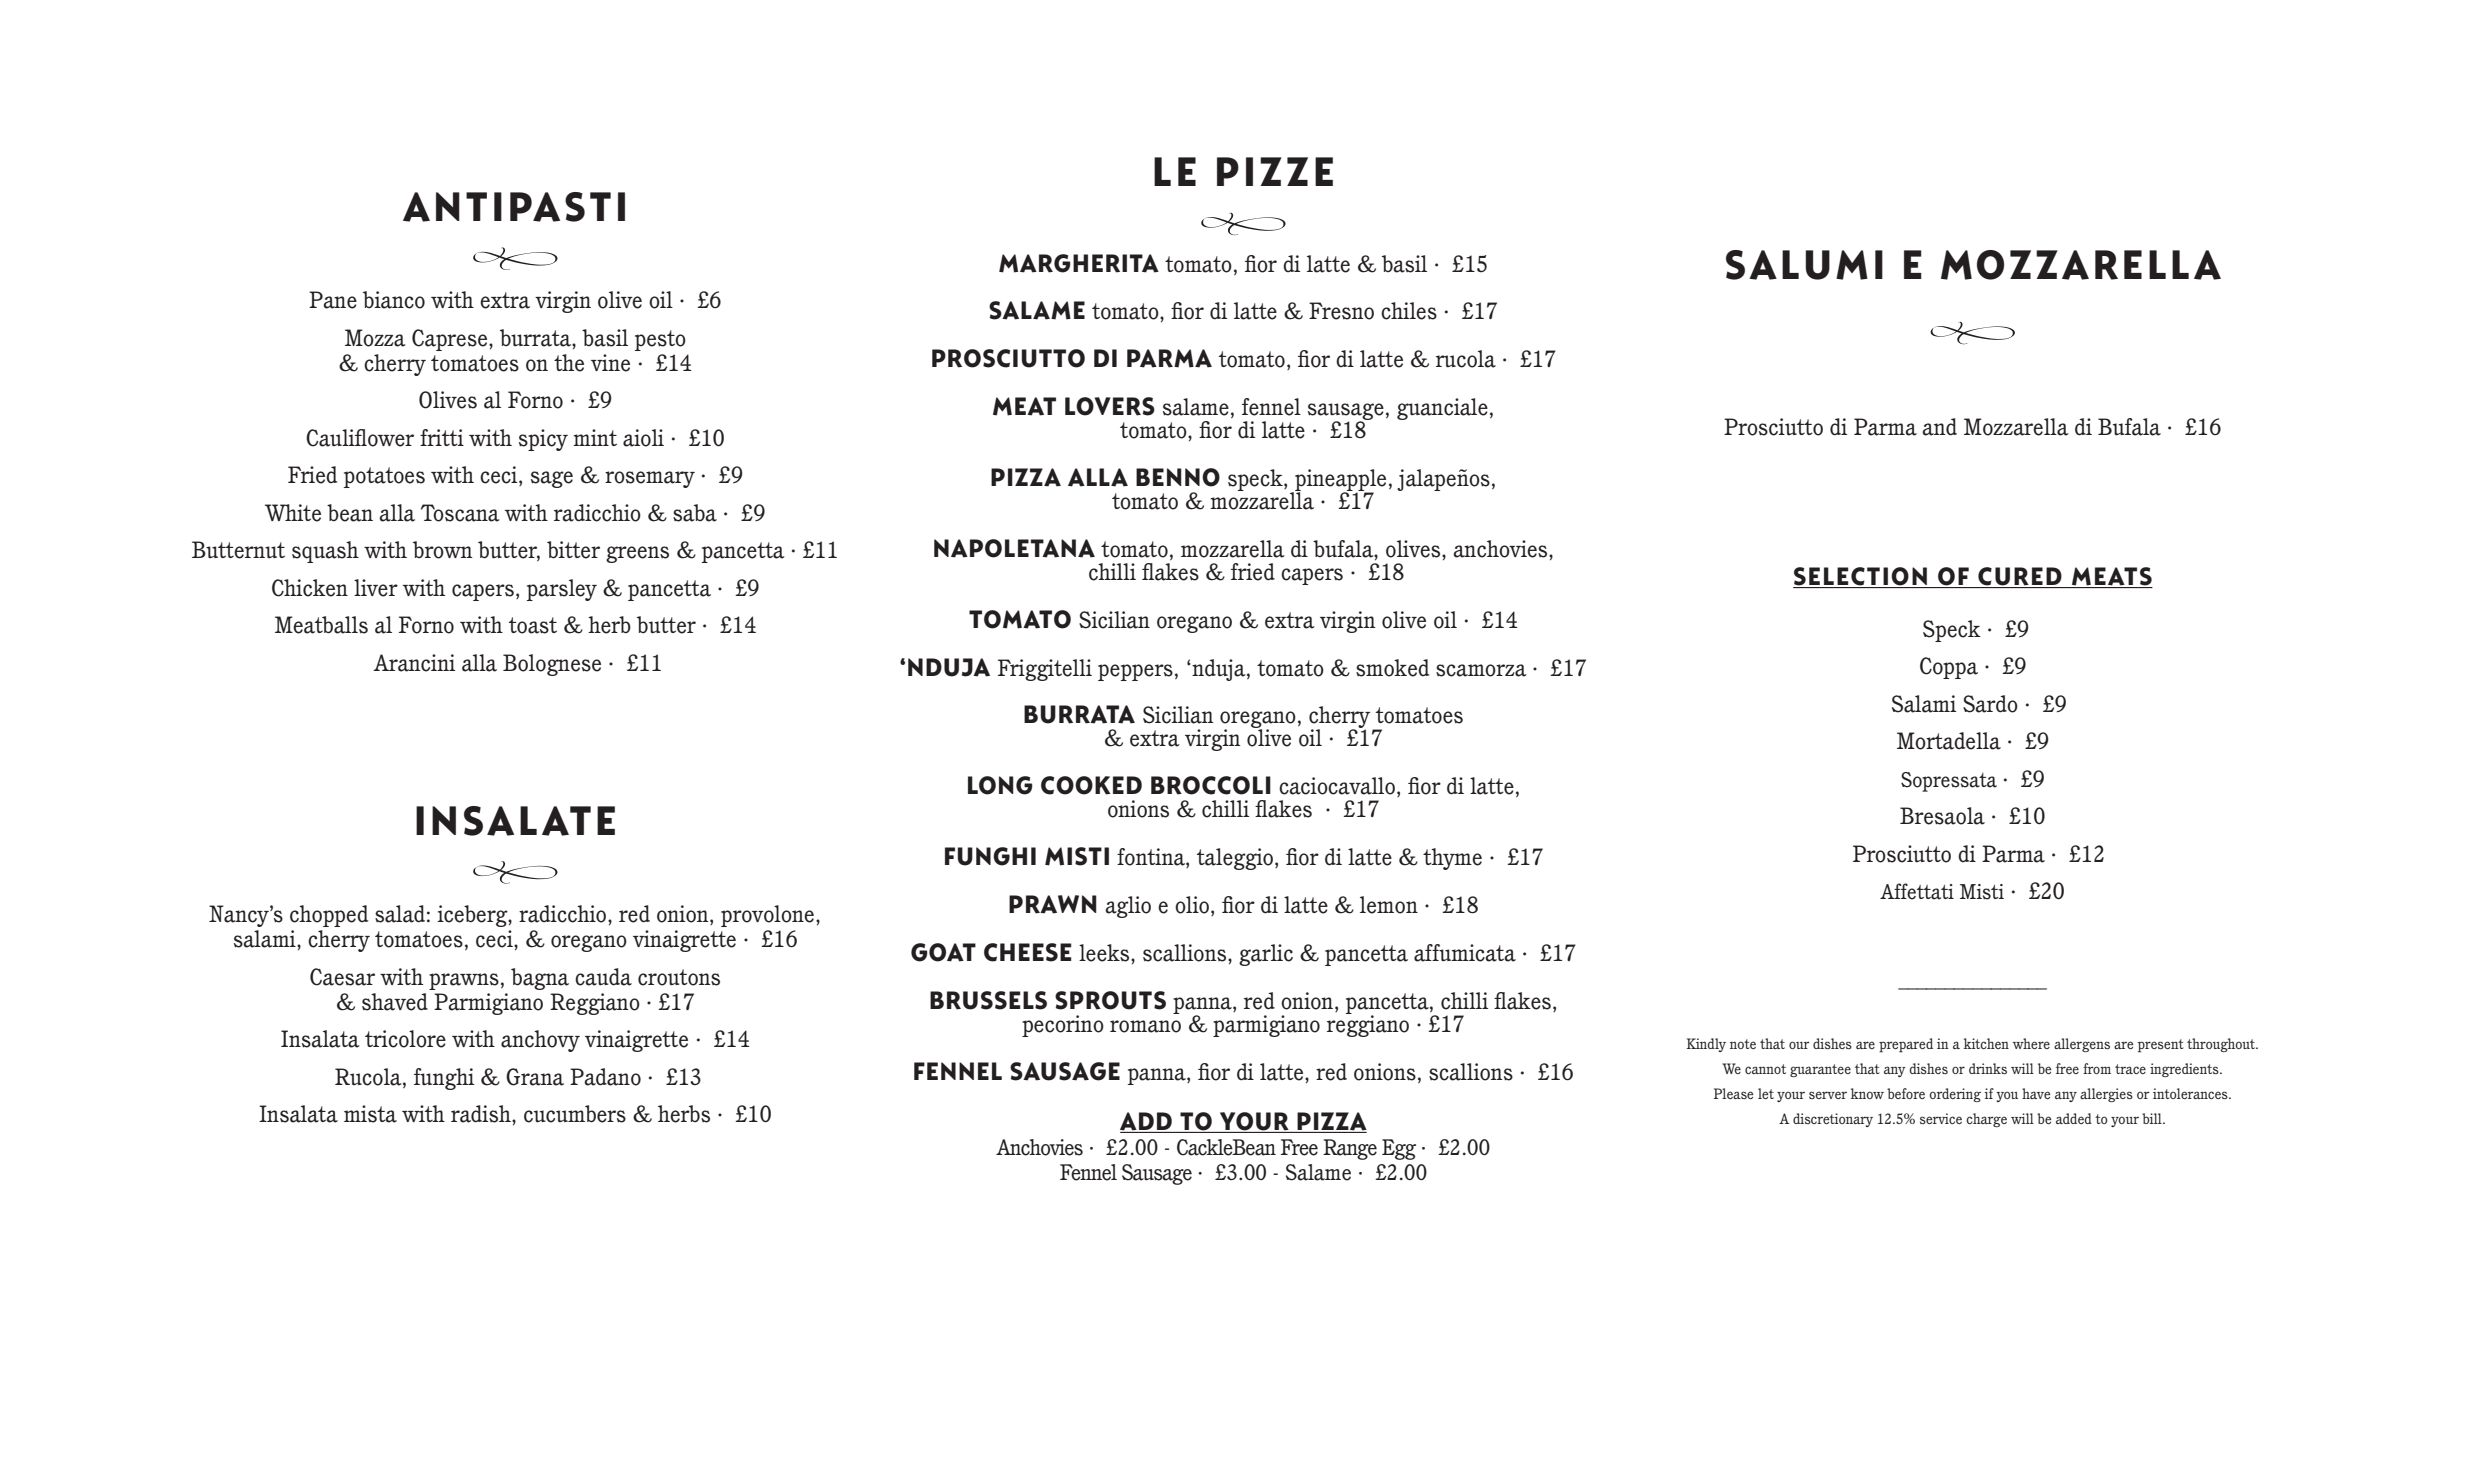 ANTIPASTI
Pane bianco with extra virgin olive oil · £6
Mozza Caprese, burrata, basil pesto
& cherry tomatoes on the vine · £14
Olives al Forno · £9
Cauliflower fritti with spicy mint aioli · £10
Fried potatoes with ceci, sage & rosemary · £9
White bean alla Toscana with radicchio & saba · £9
Butternut squash with brown butter, bitter greens & pancetta · £11
Chicken liver with capers, parsley & pancetta · £9
Meatballs al Forno with toast & herb butter · £14
Arancini alla Bolognese · £11
INSALATE
Nancy’s chopped salad: iceberg, radicchio, red onion, provolone,
salami, cherry tomatoes, ceci, & oregano vinaigrette · £16
Caesar with prawns, bagna cauda croutons
& shaved Parmigiano Reggiano · £17
Insalata tricolore with anchovy vinaigrette · £14
Rucola, funghi & Grana Padano · £13
Insalata mista with radish, cucumbers & herbs · £10
LE PIZZE
MARGHERITA tomato, fior di latte & basil · £15
SALAME tomato, fior di latte & Fresno chiles · £17
PROSCIUTTO DI PARMA tomato, fior di latte & rucola · £17
MEAT LOVERS salame, fennel sausage, guanciale,
tomato, fior di latte · £18
PIZZA ALLA BENNO speck, pineapple, jalapeños,
tomato & mozzarella · £17
NAPOLETANA tomato, mozzarella di bufala, olives, anchovies,
chilli flakes & fried capers · £18
TOMATO Sicilian oregano & extra virgin olive oil · £14
‘NDUJA Friggitelli peppers, ‘nduja, tomato & smoked scamorza · £17
BURRATA Sicilian oregano, cherry tomatoes
& extra virgin olive oil · £17
LONG COOKED BROCCOLI caciocavallo, fior di latte,
onions & chilli flakes · £17
FUNGHI MISTI fontina, taleggio, fior di latte & thyme · £17
PRAWN aglio e olio, fior di latte & lemon · £18
GOAT CHEESE leeks, scallions, garlic & pancetta affumicata · £17
BRUSSELS SPROUTS panna, red onion, pancetta, chilli flakes,
pecorino romano & parmigiano reggiano · £17
FENNEL SAUSAGE panna, fior di latte, red onions, scallions · £16
ADD TO YOUR PIZZA
Anchovies · £2.00 - CackleBean Free Range Egg · £2.00
Fennel Sausage · £3.00 - Salame · £2.00
SALUMI E MOZZARELLA
Prosciutto di Parma and Mozzarella di Bufala · £16
SELECTION OF CURED MEATS
Speck · £9
Coppa · £9
Salami Sardo · £9
Mortadella · £9
Sopressata · £9
Bresaola · £10
Prosciutto di Parma · £12
Affettati Misti · £20
Kindly note that our dishes are prepared in a kitchen where allergens are present throughout.
We cannot guarantee that any dishes or drinks will be free from trace ingredients.
Please let your server know before ordering if you have any allergies or intolerances.
A discretionary 12.5% service charge will be added to your bill.